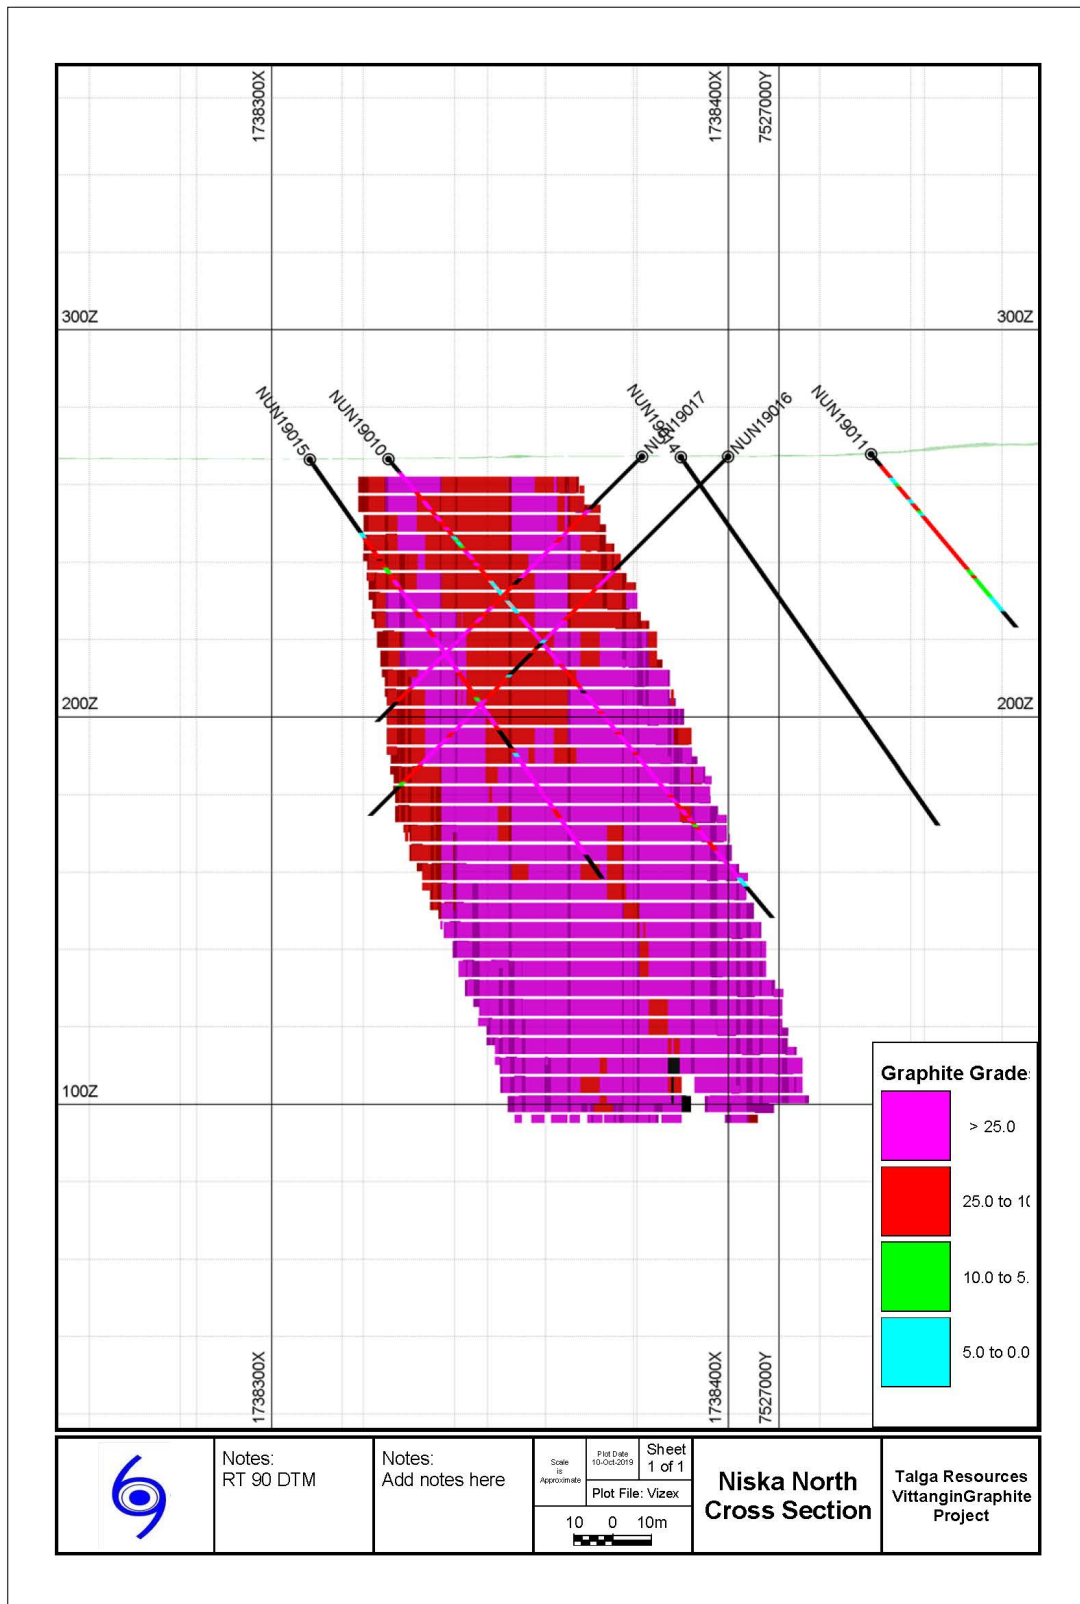 1738300X
1738400X
7527000Y
300Z
300Z
NUN19015
NUN19010
NUN19017
NUN19016
NUN19011
200Z
200Z
100Z
Graphite Grade:
> 25.0
25.0 to 10
10.0 to 5.
5.0 to 0.0
1738300X
1738400X
7527000Y
Notes:
RT 90 DTM
Notes:
Add notes here
Scale
is
Approximate
Plot Date
10-Oct-2019
Sheet
1 of 1
Plot File: Vizex
10 0 10m
Niska North
Cross Section
Talga Resources
VittanginGraphite
Project